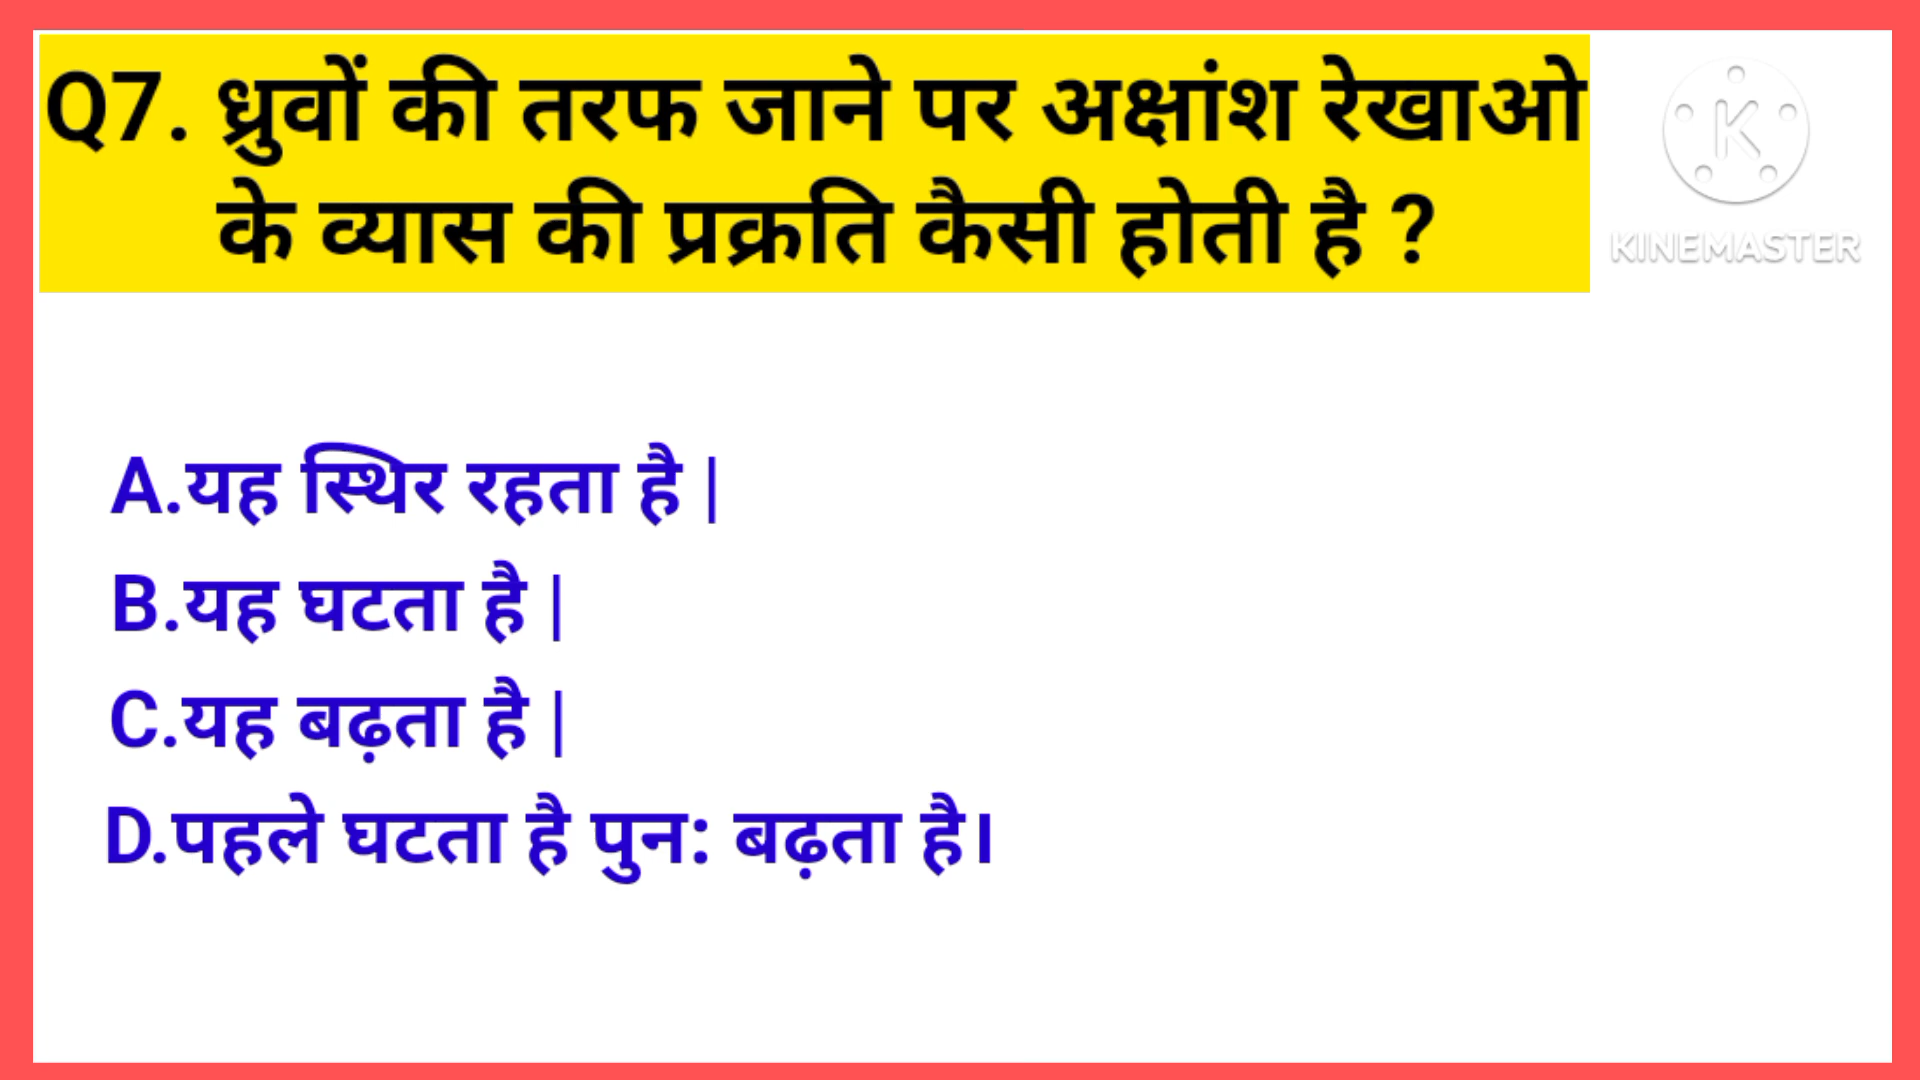 Q7. ध्रुवों की तरफ जाने पर अक्षांश रेखाओ
के व्यास की प्रक्रति कैसी होती है ?
K
KINEMASTER
A.यह स्थिर रहता है |
B.यह घटता है |
C.यह बढ़ता है |
D.पहले घटता है पुन: बढ़ता है।